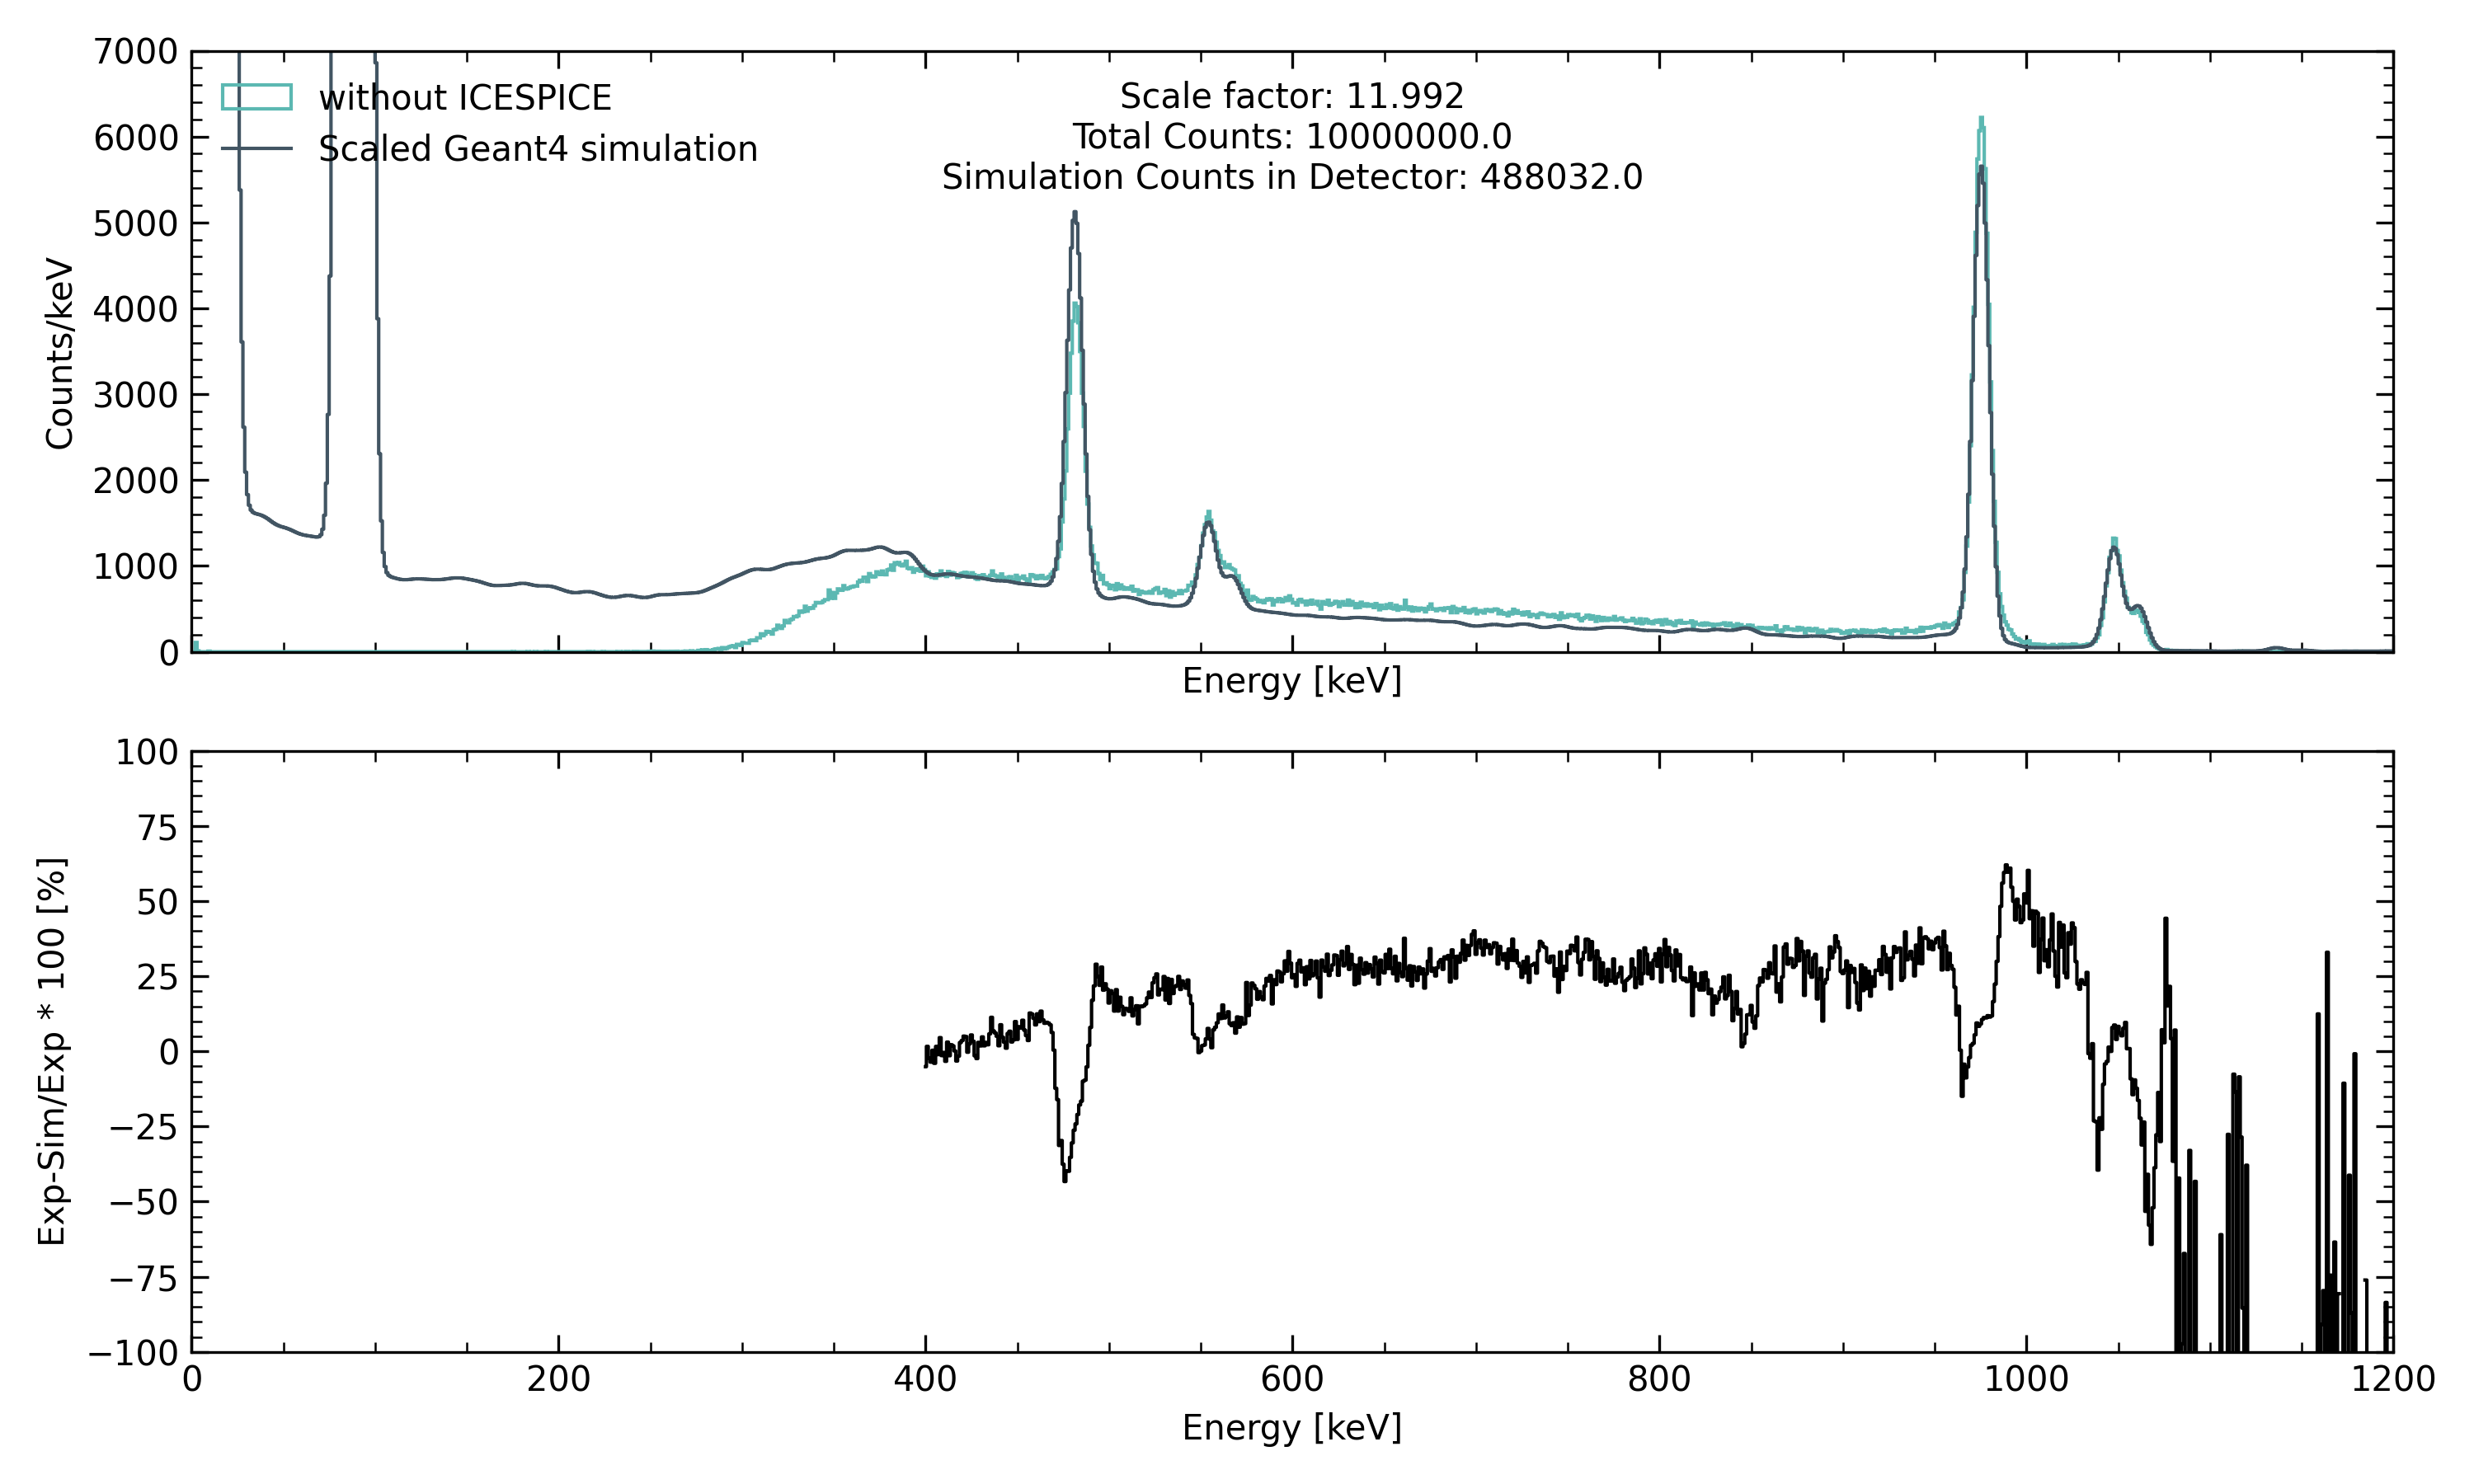 7000
6000
5000
4000
3000
2000
1000
0
Counts/keV
without ICESPICE
Scaled Geant4 simulation
Scale factor: 11.992
Total Counts: 10000000.0
Simulation Counts in Detector: 488032.0
Energy [keV]
100
75
50
25
0
−25
−50
−75
−100
Exp-Sim/Exp * 100 [%]
0 200 400 600 800 1000 1200
Energy [keV]